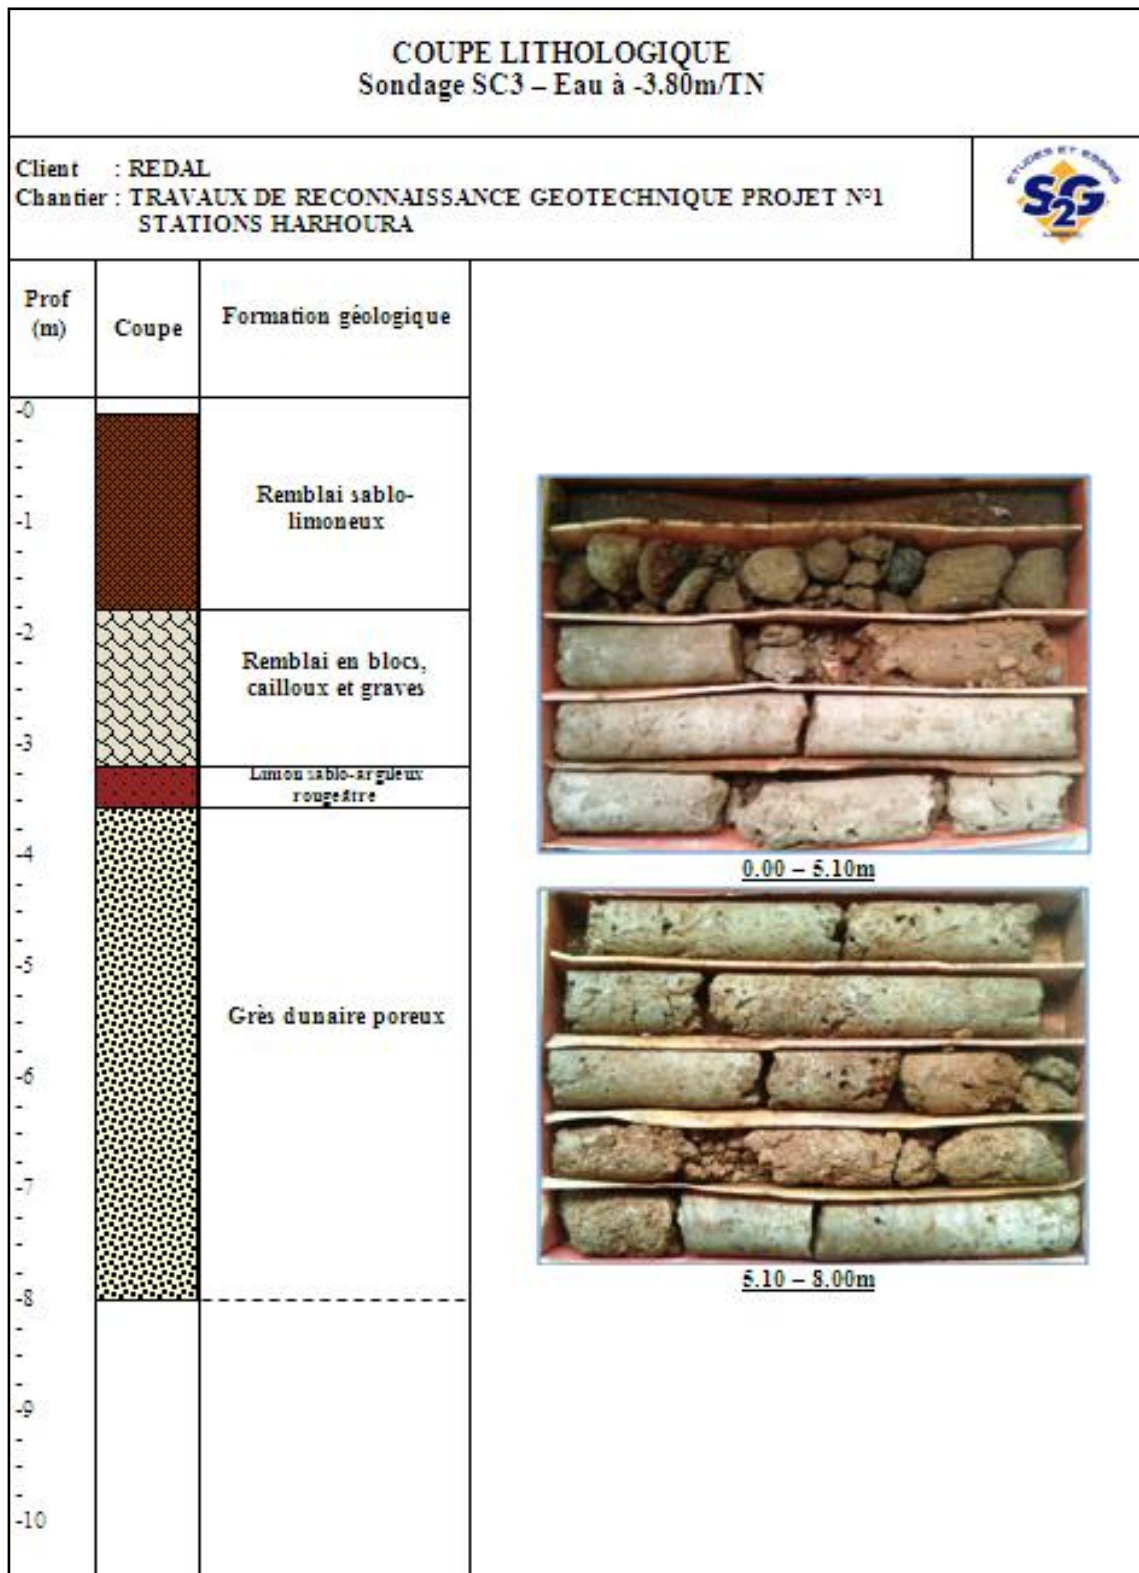 COUPE LITHOLOGIQUE
Sondage SC3 – Eau à -3.80m/TN
Client : REDAL
Chantier : TRAVAUX DE RECONNAISSANCE GEOTECHNIQUE PROJET N°1
STATIONS HARHOURA
ETUDES ET ESSAIS
S2G
Prof
(m)
Coupe
Formation géologique
-0
-
-
-
-1
-
-
-
-2
-
-
-
-3
-
-
-
-4
-
-
-
-5
-
-
-
-6
-
-
-
-7
-
-
-
-8
-
-
-
-9
-
-
-
-10
Remblai sablo-
limoneux
Remblai en blocs,
cailloux et graves
Limon sablo-argileux
rougeâtre
Grès dunaire poreux
0.00 – 5.10m
5.10 – 8.00m